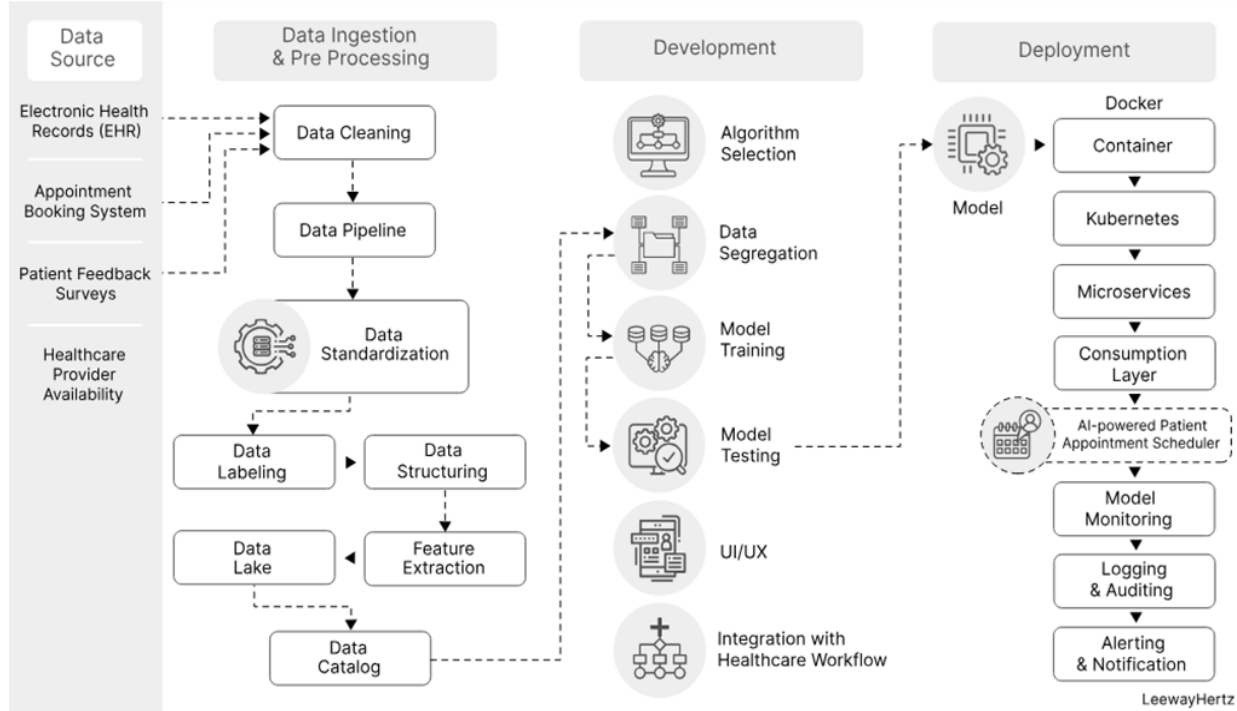 Data
Source
Electronic Health
Records (EHR)
Appointment
Booking System
Patient Feedback
Surveys
Healthcare
Provider
Availability
Data Ingestion
& Pre Processing
Data Cleaning
Data Pipeline
Data
Standardization
Data
Labeling
Data
Structuring
Data
Lake
Feature
Extraction
Data
Catalog
Development
Algorithm
Selection
Data
Segregation
Model
Training
Model
Testing
UI/UX
Integration with
Healthcare Workflow
Deployment
Model
Docker
Container
Kubernetes
Microservices
Consumption
Layer
AI-powered Patient
Appointment Scheduler
Model
Monitoring
Logging
& Auditing
Alerting
& Notification
LeewayHertz